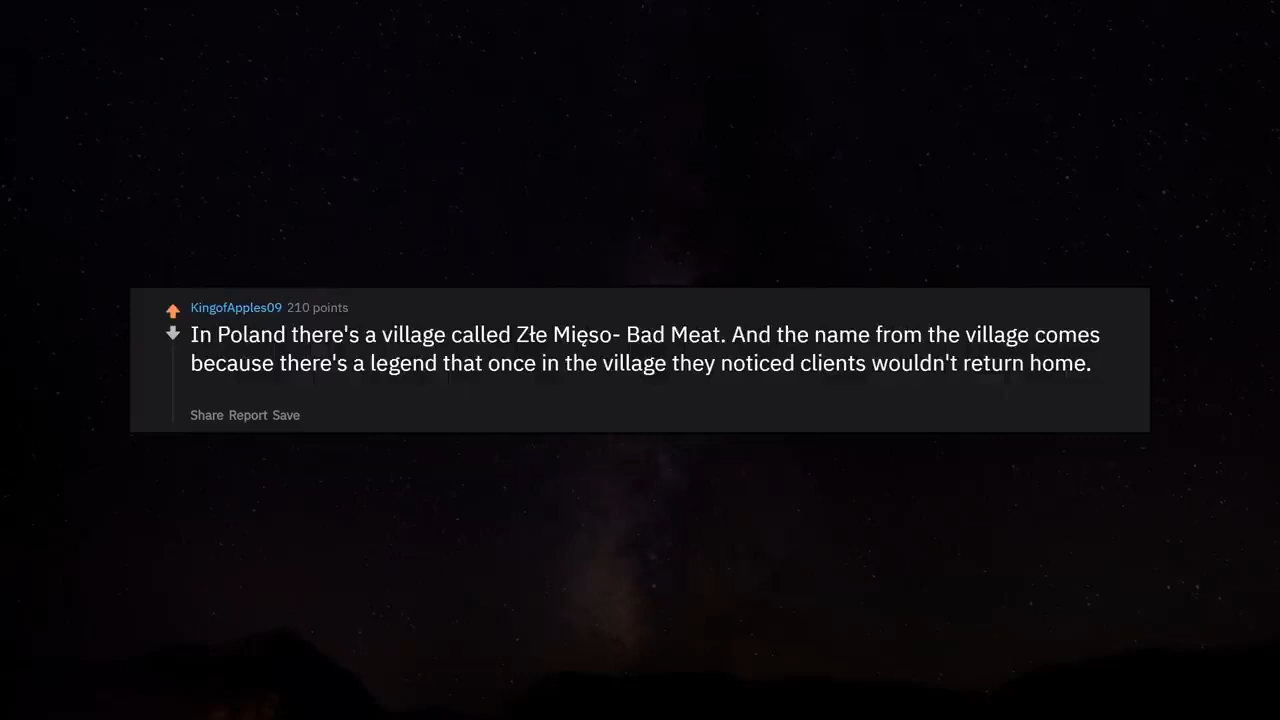 KingofApples09 210 points
In Poland there's a village called Złe Mięso- Bad Meat. And the name from the village comes
because there's a legend that once in the village they noticed clients wouldn't return home.
Share Report Save